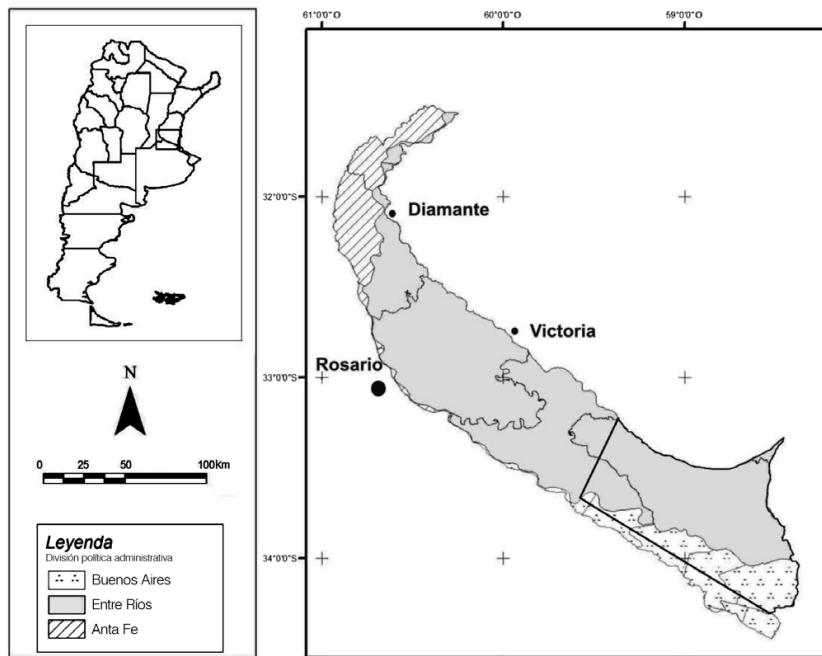 61°0'0"O 60°0'0"O 59°0'0"O
32°0'0"S
Diamante
Victoria
Rosario
33°0'0"S
34°0'0"S
N
0 25 50 100Km
Leyenda
División política administrativa
Buenos Aires
Entre Ríos
Anta Fe